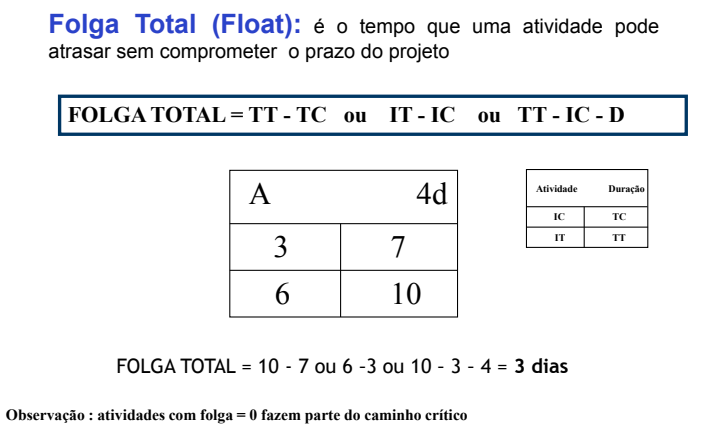 Folga Total (Float): é o tempo que uma atividade pode
atrasar sem comprometer o prazo do projeto
FOLGA TOTAL = TT - TC ou IT - IC ou TT - IC - D
A 4d
3 7
6 10
Atividade Duração
IC TC
IT TT
FOLGA TOTAL = 10 - 7 ou 6 -3 ou 10 – 3 - 4 = 3 dias
Observação : atividades com folga = 0 fazem parte do caminho crítico